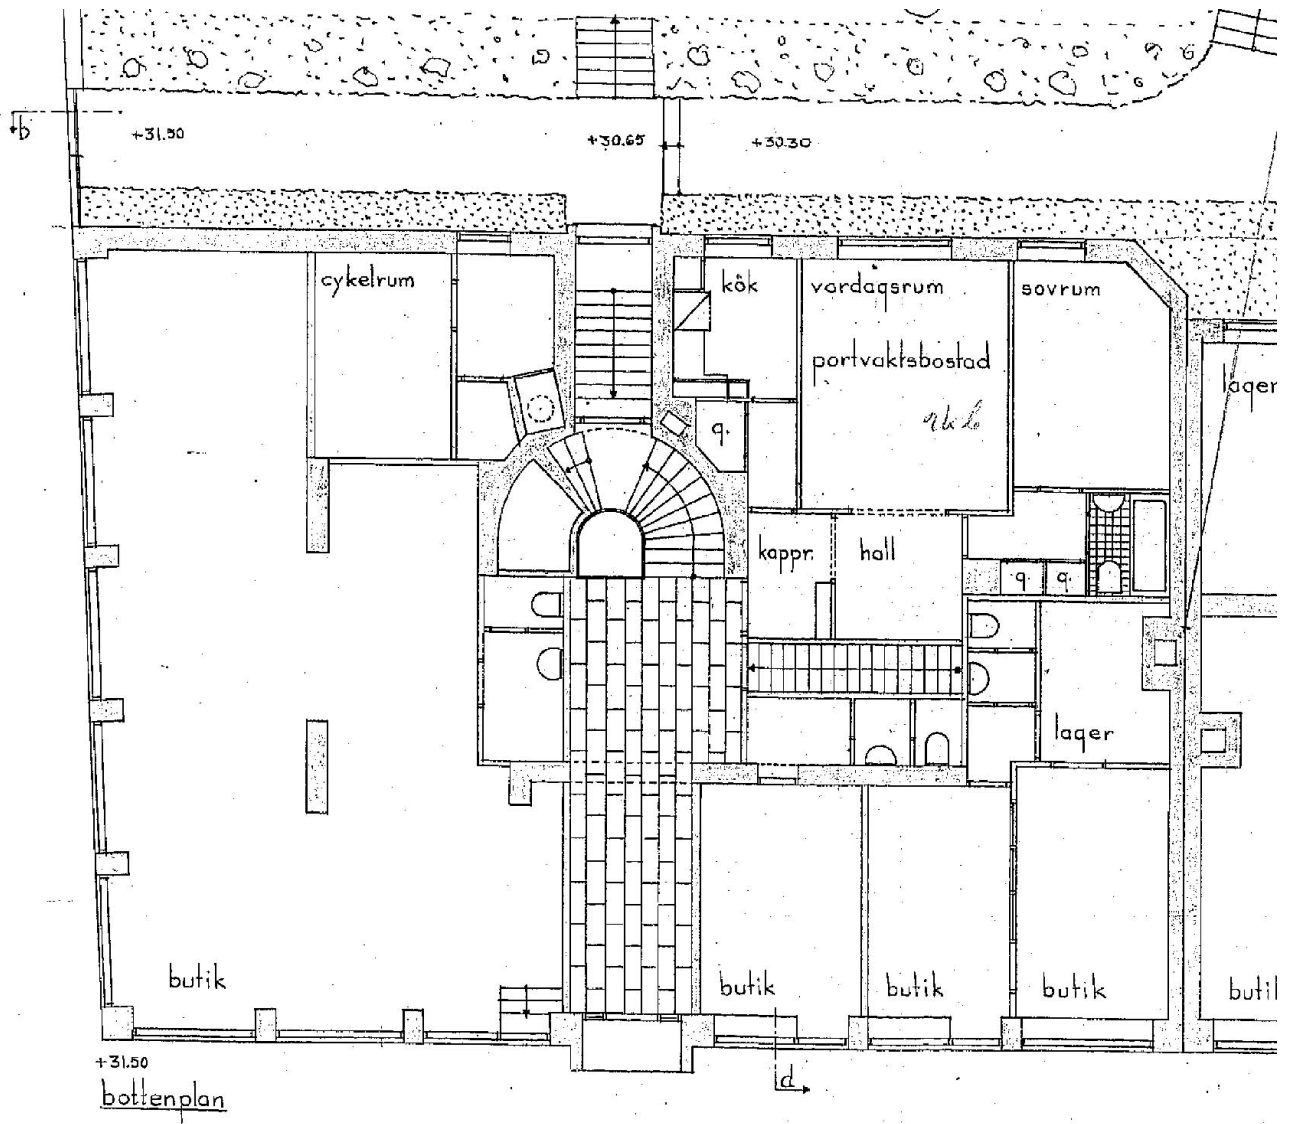 b
+31.50
+30.65
+30.30
cykelrum
kök
vardagsrum
sovrum
portvaktsbostad
lager
g.
kappr.
hall
g.
g.
lager
butik
butik
butik
butik
butik
+31.50
bottenplan
d